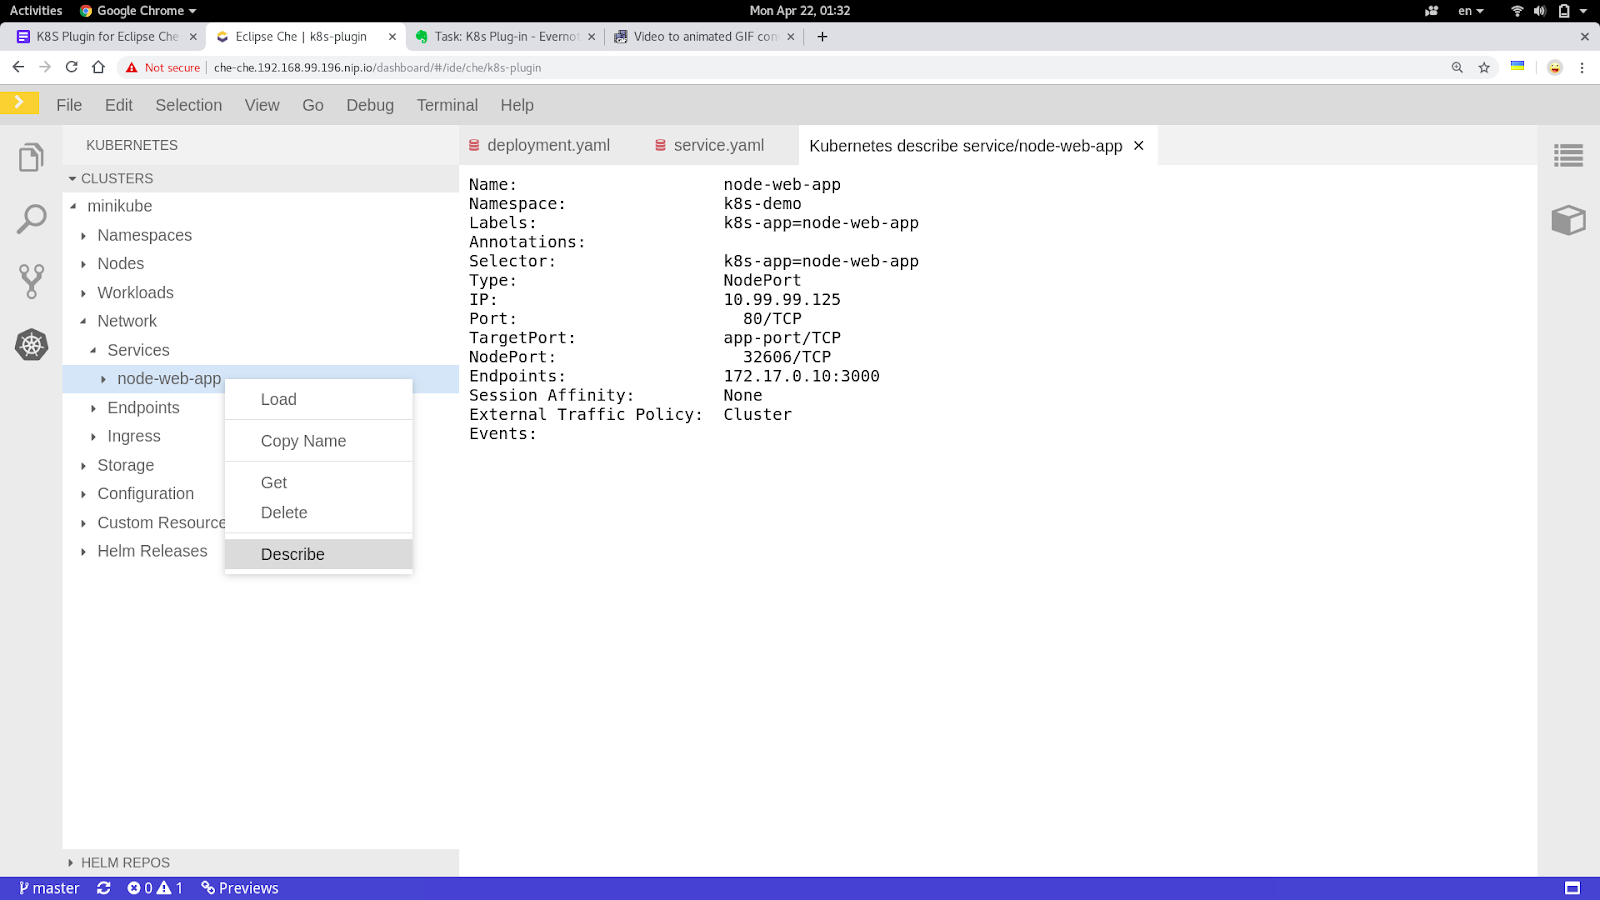 Activities Google Chrome Mon Apr 22, 01:32 en
K8S Plugin for Eclipse Che Eclipse Che | k8s-plugin Task: K8s Plug-in - Evernot Video to animated GIF con
Not secure che-che.192.168.99.196.nip.io/dashboard/#/ide/che/k8s-plugin
File Edit Selection View Go Debug Terminal Help
KUBERNETES
CLUSTERS
minikube
Namespaces
Nodes
Workloads
Network
Services
node-web-app
Endpoints
Ingress
Storage
Configuration
Custom Resource
Helm Releases
Load
Copy Name
Get
Delete
Describe
HELM REPOS
deployment.yaml service.yaml Kubernetes describe service/node-web-app
Name: node-web-app
Namespace: k8s-demo
Labels: k8s-app=node-web-app
Annotations:
Selector: k8s-app=node-web-app
Type: NodePort
IP: 10.99.99.125
Port: 80/TCP
TargetPort: app-port/TCP
NodePort: 32606/TCP
Endpoints: 172.17.0.10:3000
Session Affinity: None
External Traffic Policy: Cluster
Events:
master 0 1 Previews